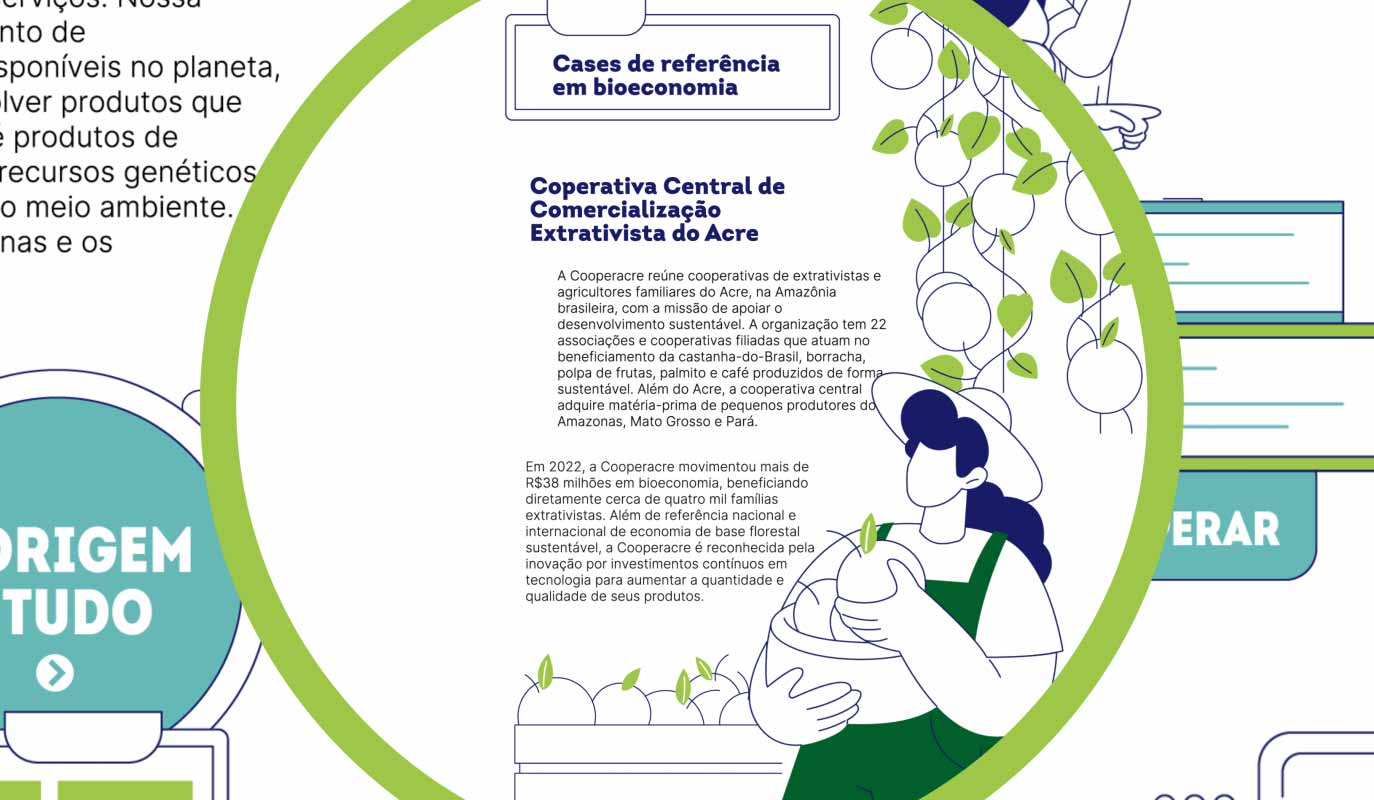 serviços. Nossa
nto de
sponíveis no planeta,
olver produtos que
é produtos de
recursos genéticos
o meio ambiente.
nas e os
Cases de referência
em bioeconomia
Coperativa Central de
Comercialização
Extrativista do Acre
A Cooperacre reúne cooperativas de extrativistas e
agricultores familiares do Acre, na Amazônia
brasileira, com a missão de apoiar o
desenvolvimento sustentável. A organização tem 22
associações e cooperativas filiadas que atuam no
beneficiamento da castanha-do-Brasil, borracha,
polpa de frutas, palmito e café produzidos de forma
sustentável. Além do Acre, a cooperativa central
adquire matéria-prima de pequenos produtores do
Amazonas, Mato Grosso e Pará.
Em 2022, a Cooperacre movimentou mais de
R$38 milhões em bioeconomia, beneficiando
diretamente cerca de quatro mil famílias
extrativistas. Além de referência nacional e
internacional de economia de base florestal
sustentável, a Cooperacre é reconhecida pela
inovação por investimentos contínuos em
tecnologia para aumentar a quantidade e
qualidade de seus produtos.
ORIGEM
TUDO
ERAR